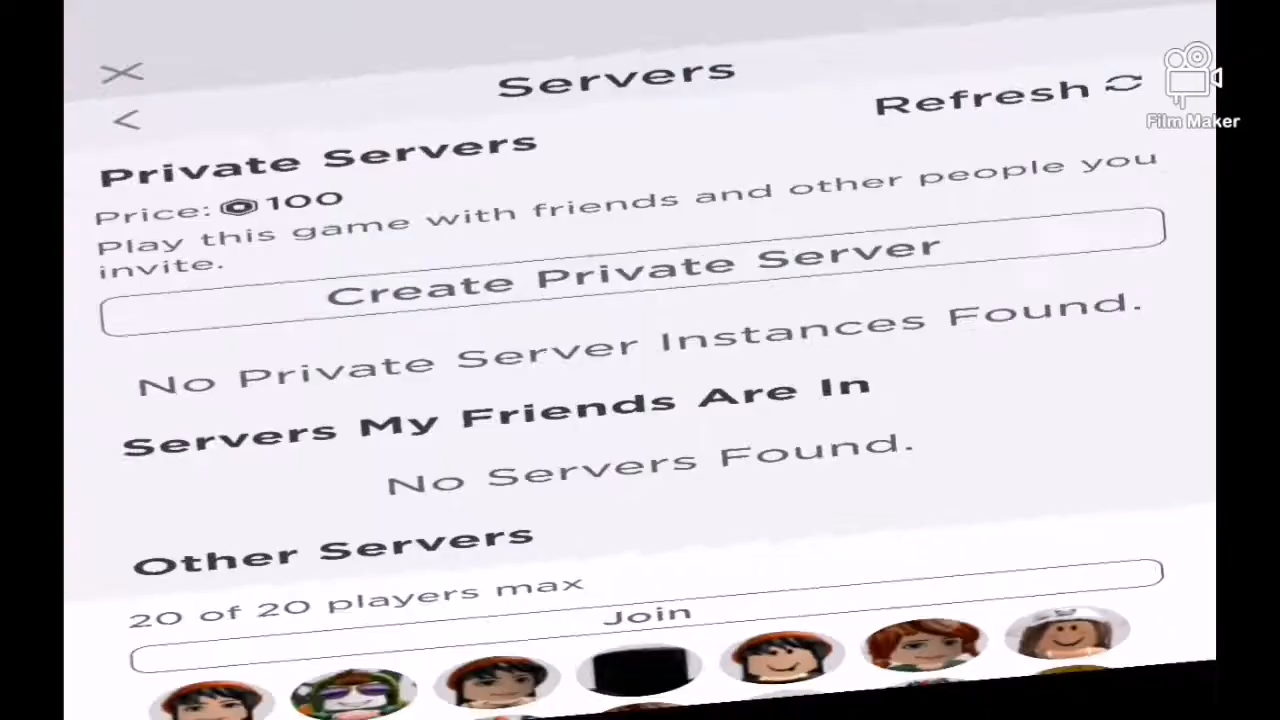 Servers
Refresh
Film Maker
Private Servers
Price: 100
Play this game with friends and other people you
invite.
Create Private Server
No Private Server Instances Found.
Servers My Friends Are In
No Servers Found.
Other Servers
20 of 20 players max
Join